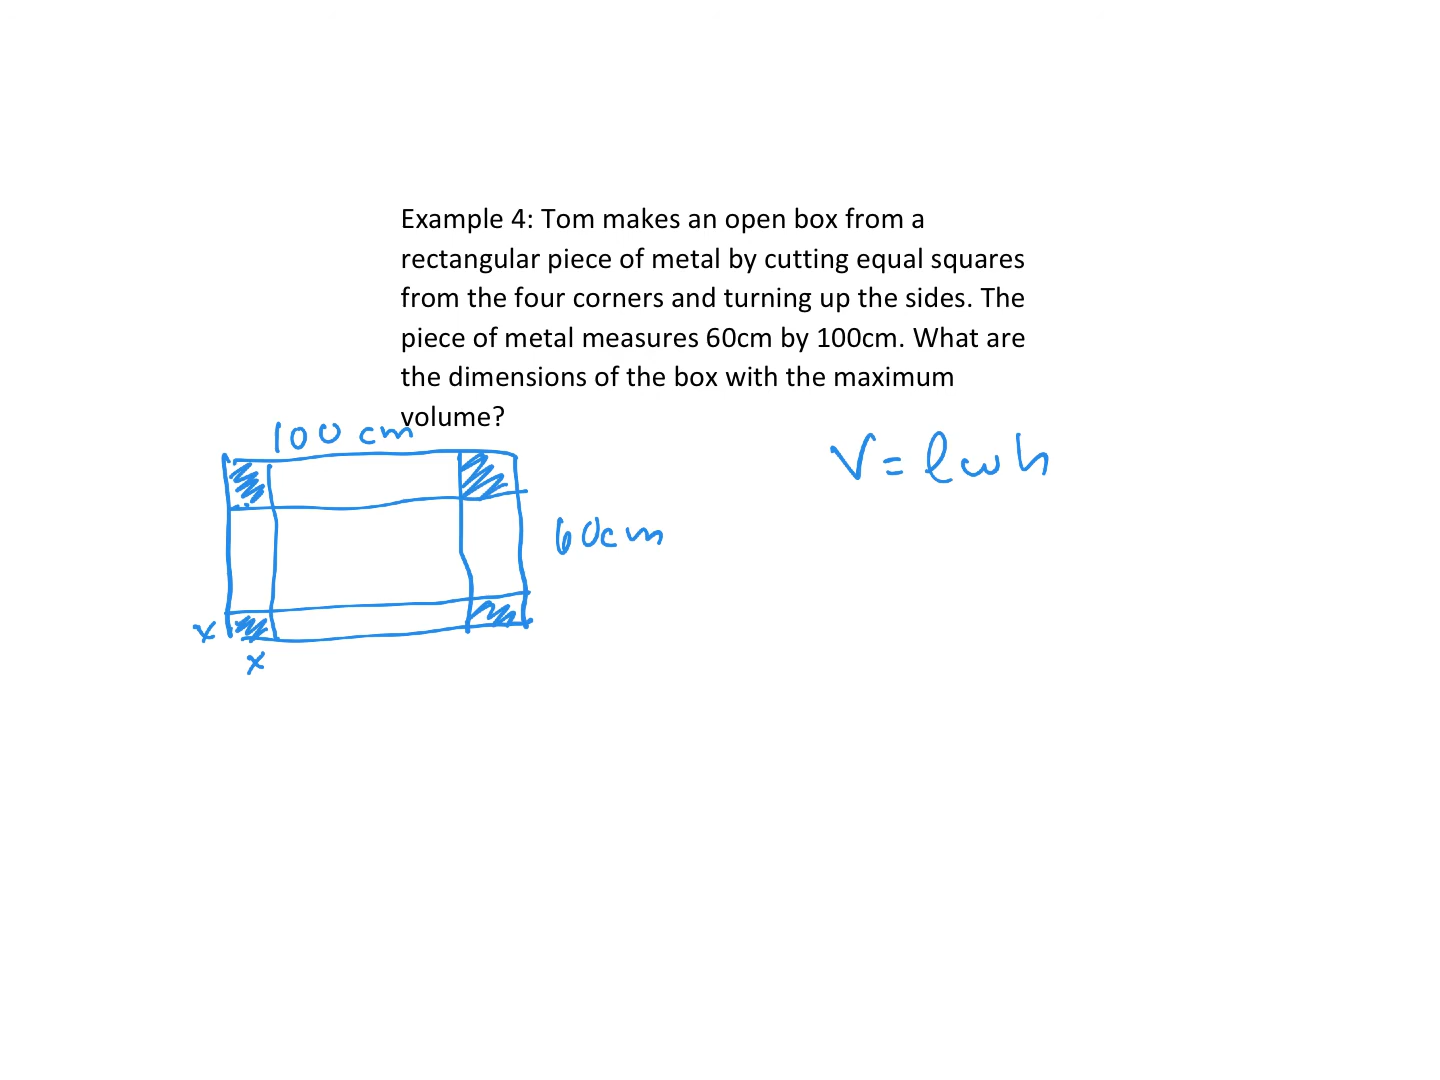 Example 4: Tom makes an open box from a
rectangular piece of metal by cutting equal squares
from the four corners and turning up the sides. The
piece of metal measures 60cm by 100cm. What are
the dimensions of the box with the maximum
volume?
100 cm
V = l w h
60cm
x
x